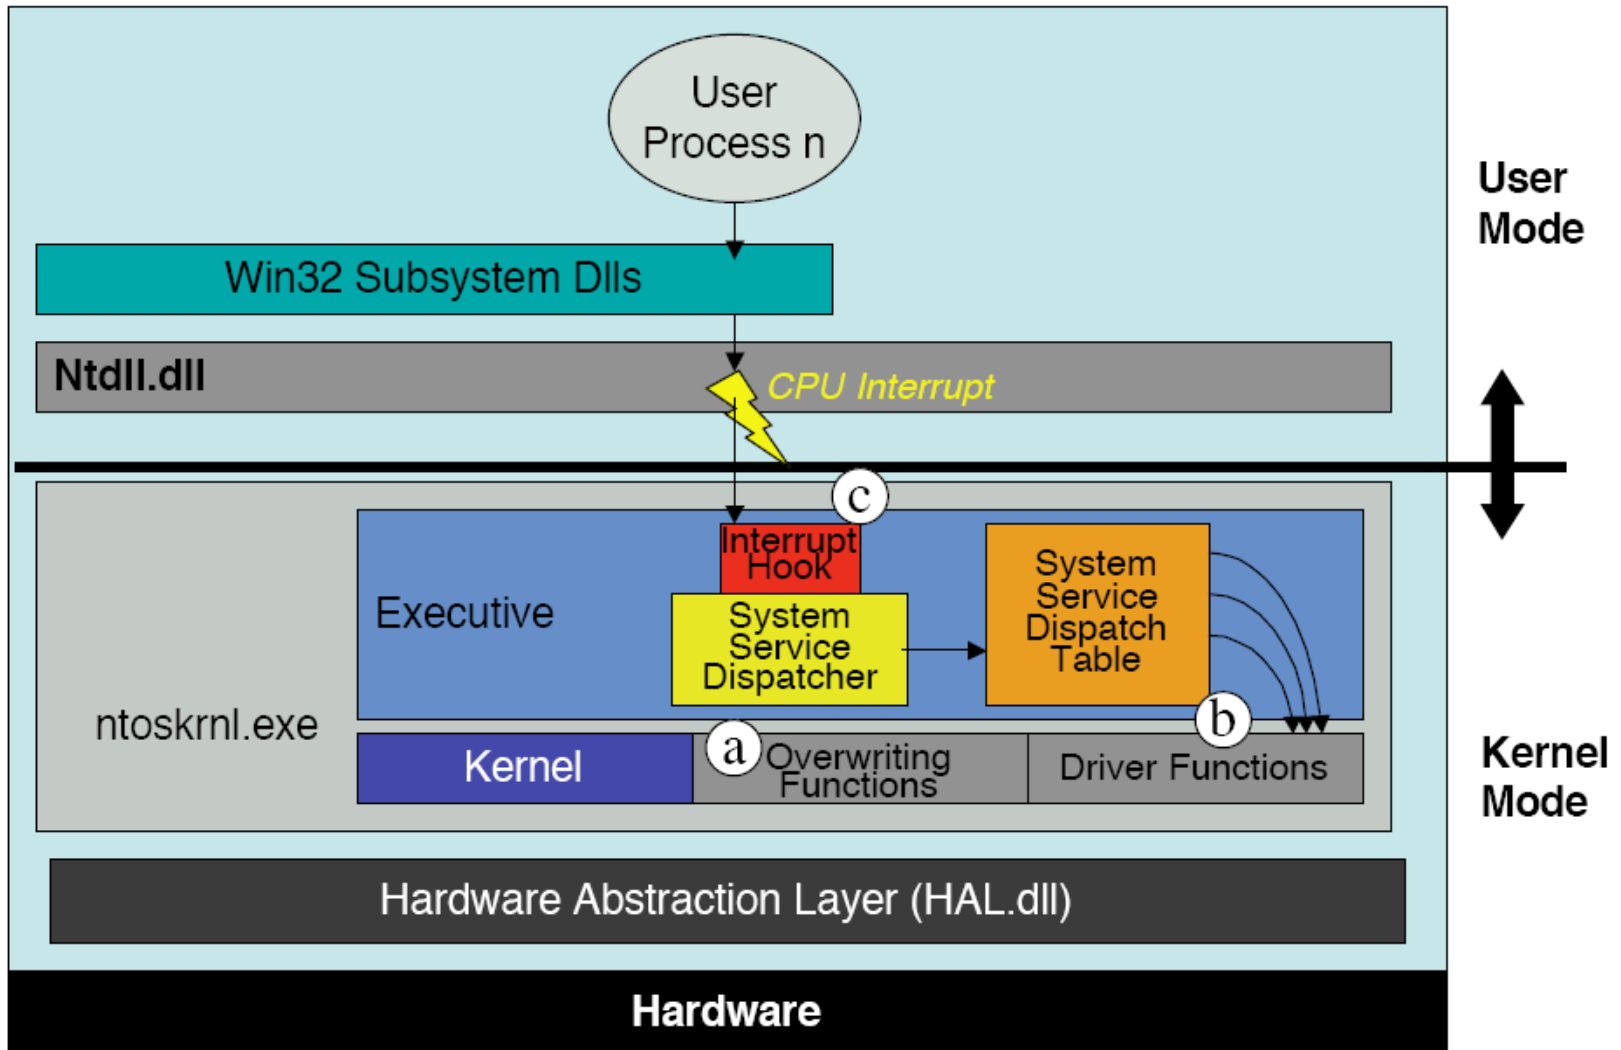 User
Process n
User
Mode
Win32 Subsystem Dlls
Ntdll.dll
CPU Interrupt
c
Interrupt
Hook
System
Service
Dispatcher
System
Service
Dispatch
Table
Executive
ntoskrnl.exe
b
a
Kernel
Overwriting
Functions
Driver Functions
Kernel
Mode
Hardware Abstraction Layer (HAL.dll)
Hardware